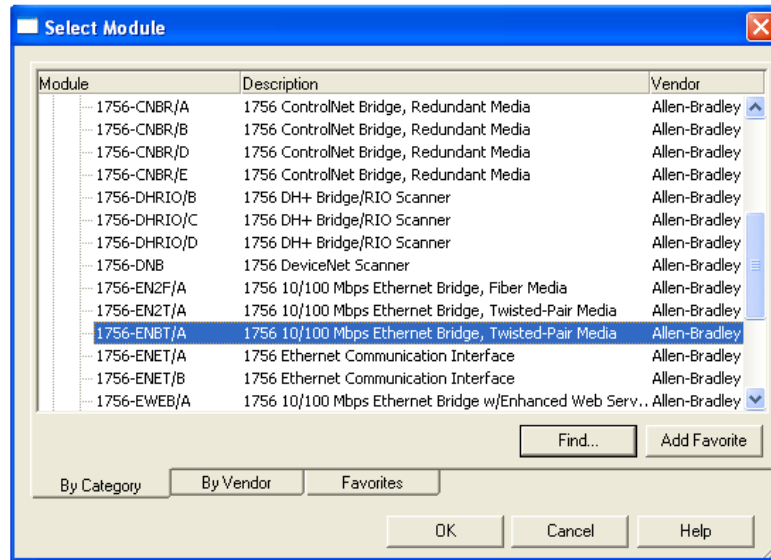 Select Module
Module Description Vendor
1756-CNBR/A 1756 ControlNet Bridge, Redundant Media Allen-Bradley
1756-CNBR/B 1756 ControlNet Bridge, Redundant Media Allen-Bradley
1756-CNBR/D 1756 ControlNet Bridge, Redundant Media Allen-Bradley
1756-CNBR/E 1756 ControlNet Bridge, Redundant Media Allen-Bradley
1756-DHRIO/B 1756 DH+ Bridge/RIO Scanner Allen-Bradley
1756-DHRIO/C 1756 DH+ Bridge/RIO Scanner Allen-Bradley
1756-DHRIO/D 1756 DH+ Bridge/RIO Scanner Allen-Bradley
1756-DNB 1756 DeviceNet Scanner Allen-Bradley
1756-EN2F/A 1756 10/100 Mbps Ethernet Bridge, Fiber Media Allen-Bradley
1756-EN2T/A 1756 10/100 Mbps Ethernet Bridge, Twisted-Pair Media Allen-Bradley
1756-ENBT/A 1756 10/100 Mbps Ethernet Bridge, Twisted-Pair Media Allen-Bradley
1756-ENET/A 1756 Ethernet Communication Interface Allen-Bradley
1756-ENET/B 1756 Ethernet Communication Interface Allen-Bradley
1756-EWEB/A 1756 10/100 Mbps Ethernet Bridge w/Enhanced Web Serv... Allen-Bradley
Find... Add Favorite
By Category By Vendor Favorites
OK Cancel Help